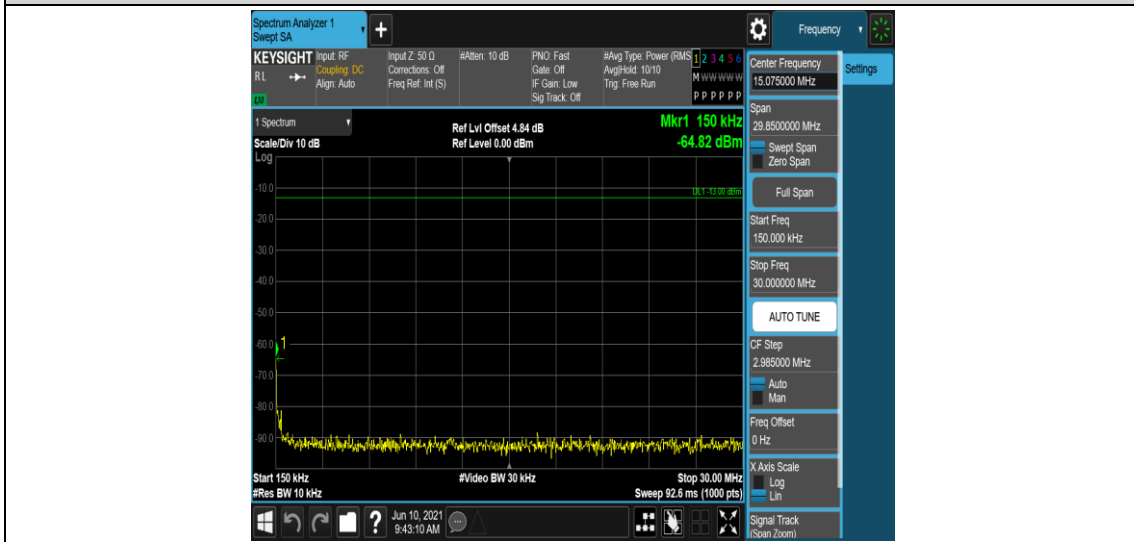 Spectrum Analyzer 1
Swept SA
+
Frequency
KEYSIGHT
RL
LXI
Input: RF
Coupling: DC
Align: Auto
Input Z: 50 Ω
Corrections: Off
Freq Ref: Int (S)
#Atten: 10 dB
PNO: Fast
Gate: Off
IF Gain: Low
Sig Track: Off
#Avg Type: Power (RMS
Avg|Hold: 10/10
Trig: Free Run
1 2 3 4 5 6
M W W W W W
P P P P P P
1 Spectrum
Scale/Div 10 dB
Log
Ref Lvl Offset 4.84 dB
Ref Level 0.00 dBm
Mkr1 150 kHz
-64.82 dBm
-10.0
DL1 -13.00 dBm
-20.0
-30.0
-40.0
-50.0
-60.0
1
-70.0
-80.0
-90.0
Start 150 kHz
#Res BW 10 kHz
#Video BW 30 kHz
Stop 30.00 MHz
Sweep 92.6 ms (1000 pts)
Center Frequency
15.075000 MHz
Settings
Span
29.8500000 MHz
Swept Span
Zero Span
Full Span
Start Freq
150.000 kHz
Stop Freq
30.000000 MHz
AUTO TUNE
CF Step
2.985000 MHz
Auto
Man
Freq Offset
0 Hz
X Axis Scale
Log
Lin
Signal Track
(Span Zoom)
?
Jun 10, 2021
9:43:10 AM